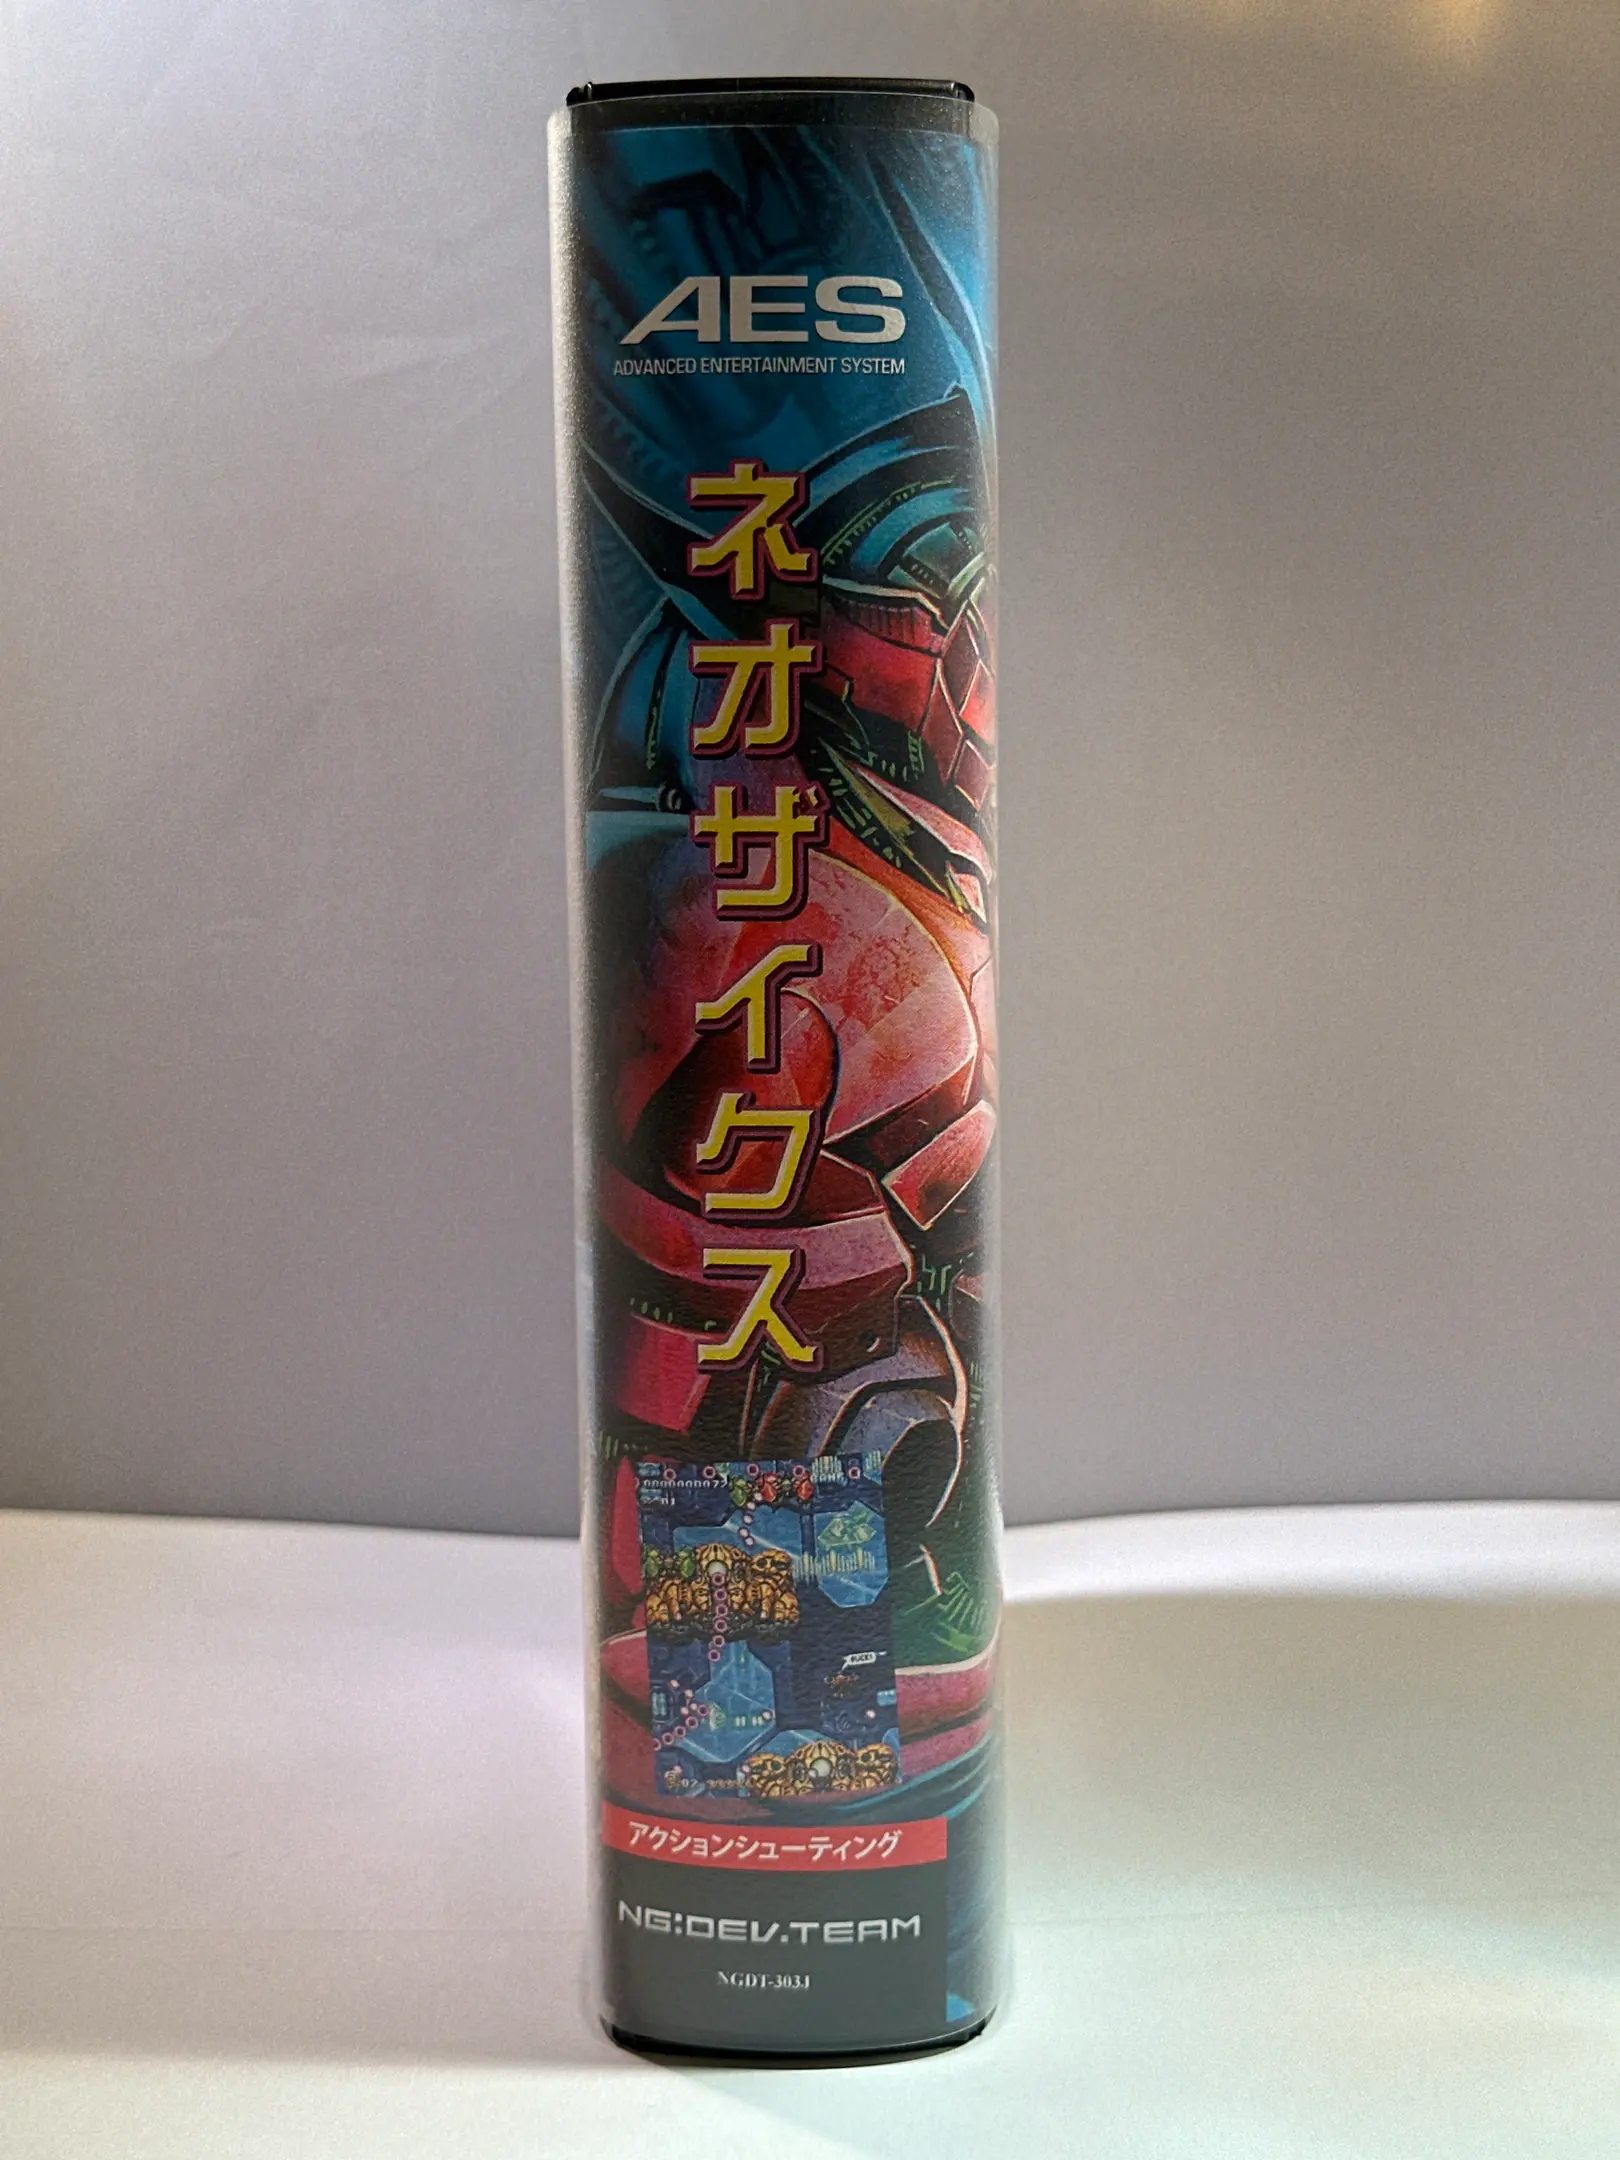 AES
ADVANCED ENTERTAINMENT SYSTEM
ネオザイクス
アクションシューティング
NG:DEV.TEAM
NGDT-303J